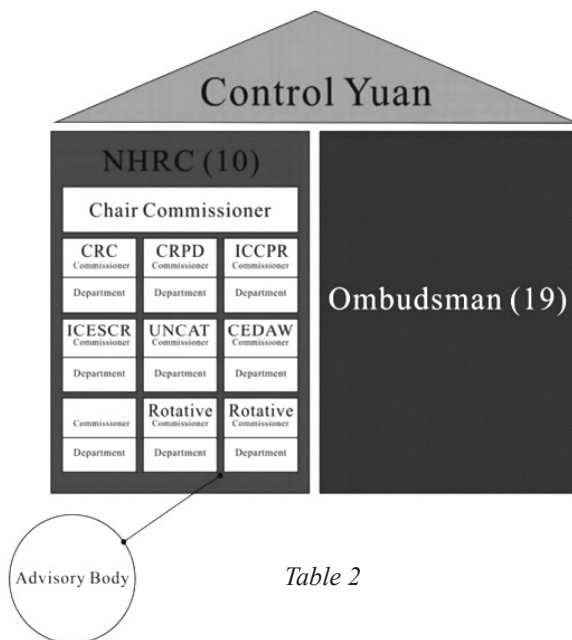 Control Yuan
NHRC (10)
Chair Commissioner
CRC CRPD ICCPR
Commissioner Commissioner Commissioner
Department Department Department
ICESCR UNCAT CEDAW
Commissioner Commissioner Commissioner
Department Department Department
Rotative Rotative
Commissioner Commissioner Commissioner
Department Department Department
Ombudsman (19)
Advisory Body
Table 2